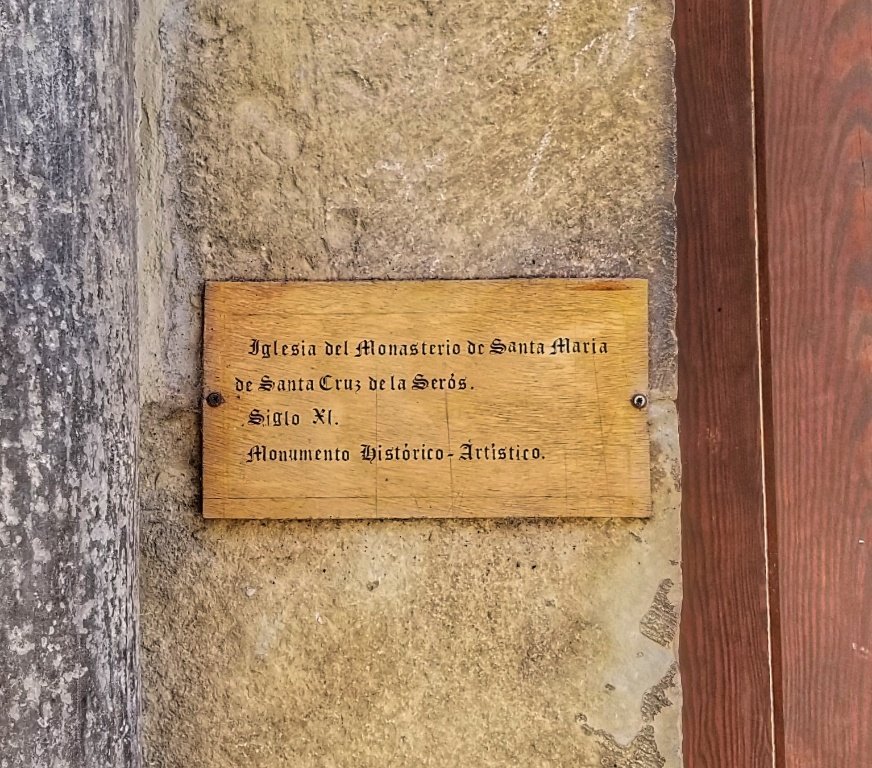 Iglesia del Monasterio de Santa Maria
de Santa Cruz de la Serós.
Siglo XI.
Monumento Histórico-Artístico.